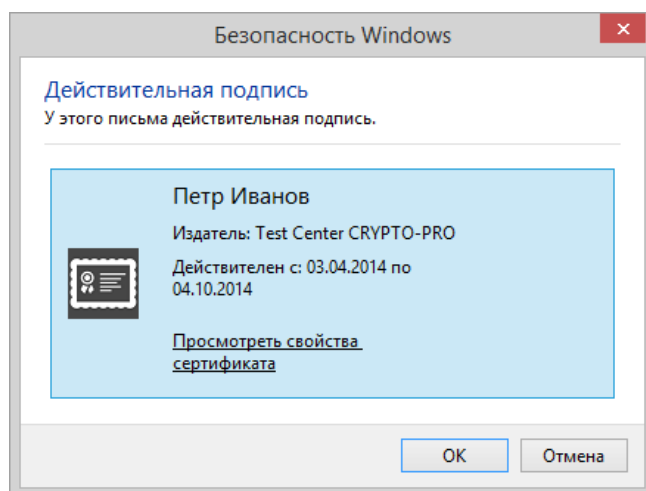 Безопасность Windows
Действительная подпись
У этого письма действительная подпись.
Петр Иванов
Издатель: Test Center CRYPTO-PRO
Действителен с: 03.04.2014 по
04.10.2014
Просмотреть свойства
сертификата
ОК
Отмена